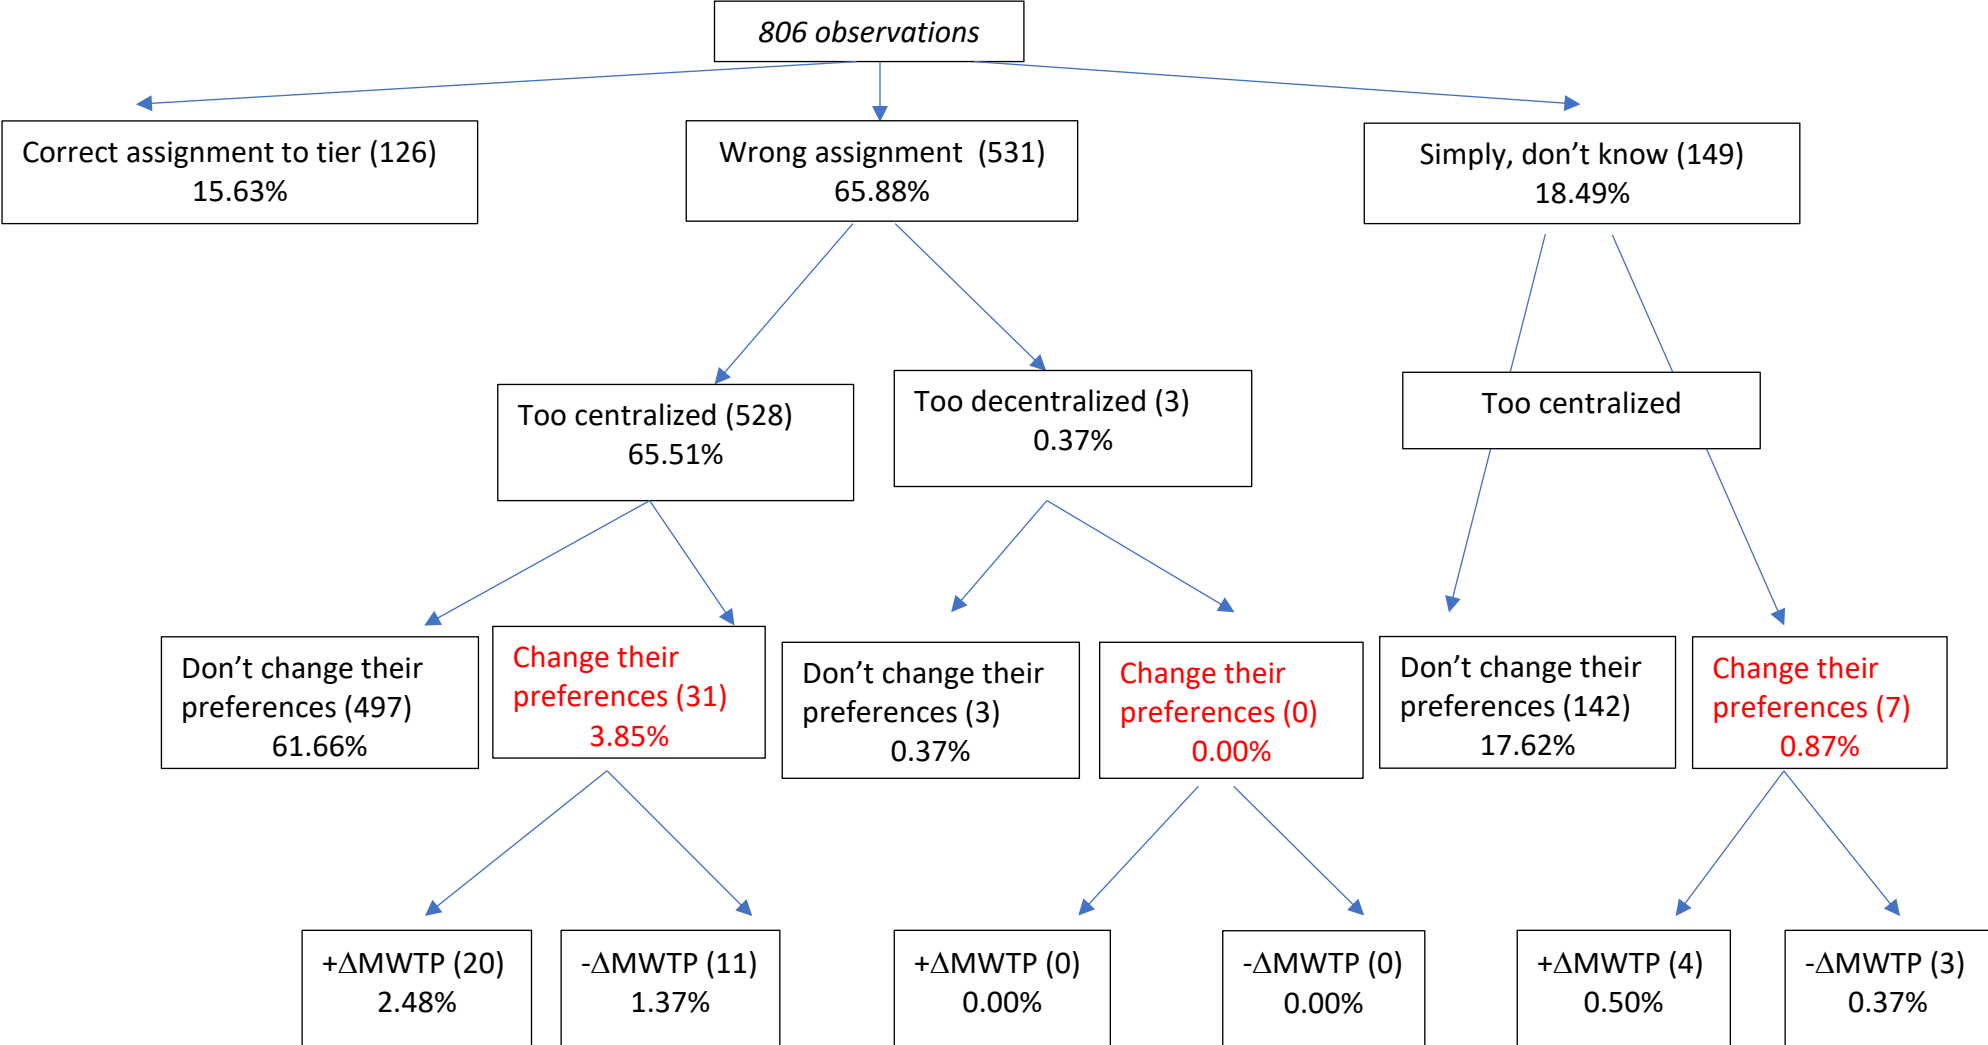 806 observations
Correct assignment to tier (126)
15.63%
Wrong assignment  (531)
65.88%
Simply, don’t know (149)
18.49%
Too centralized (528)
65.51%
Too decentralized (3)
0.37%
Too centralized
Don’t change their
preferences (497)
61.66%
Change their
preferences (31)
3.85%
Don’t change their
preferences (3)
0.37%
Change their
preferences (0)
0.00%
Don’t change their
preferences (142)
17.62%
Change their
preferences (7)
0.87%
+ΔMWTP (20)
2.48%
-ΔMWTP (11)
1.37%
+ΔMWTP (0)
0.00%
-ΔMWTP (0)
0.00%
+ΔMWTP (4)
0.50%
-ΔMWTP (3)
0.37%